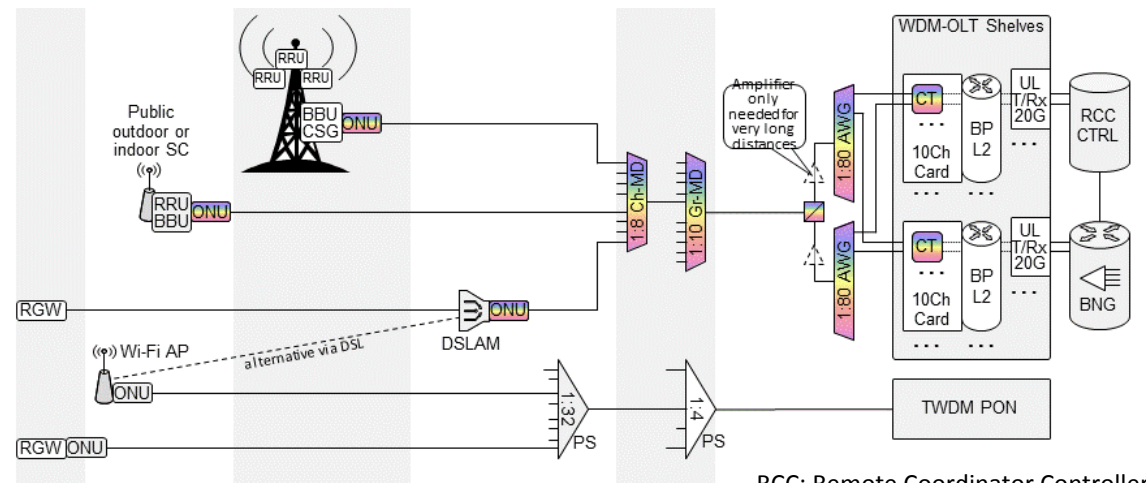 RRU
RRU
RRU
BBU
CSG
ONU
Public
outdoor or
indoor SC
RRU
BBU
ONU
RGW
ONU
DSLAM
alternative via DSL
Wi-Fi AP
ONU
RGW
ONU
1:32
PS
1:4
PS
1:8 Ch-MD
1:10 Gr-MD
Amplifier
only
needed for
very long
distances
1:80 AWG
1:80 AWG
WDM-OLT Shelves
CT
...
10Ch
Card
...
BP
L2
...
UL
T/Rx
20G
...
RCC
CTRL
CT
...
10Ch
Card
...
BP
L2
...
UL
T/Rx
20G
...
BNG
TWDM PON
RCC: Remote Coordinator Controller